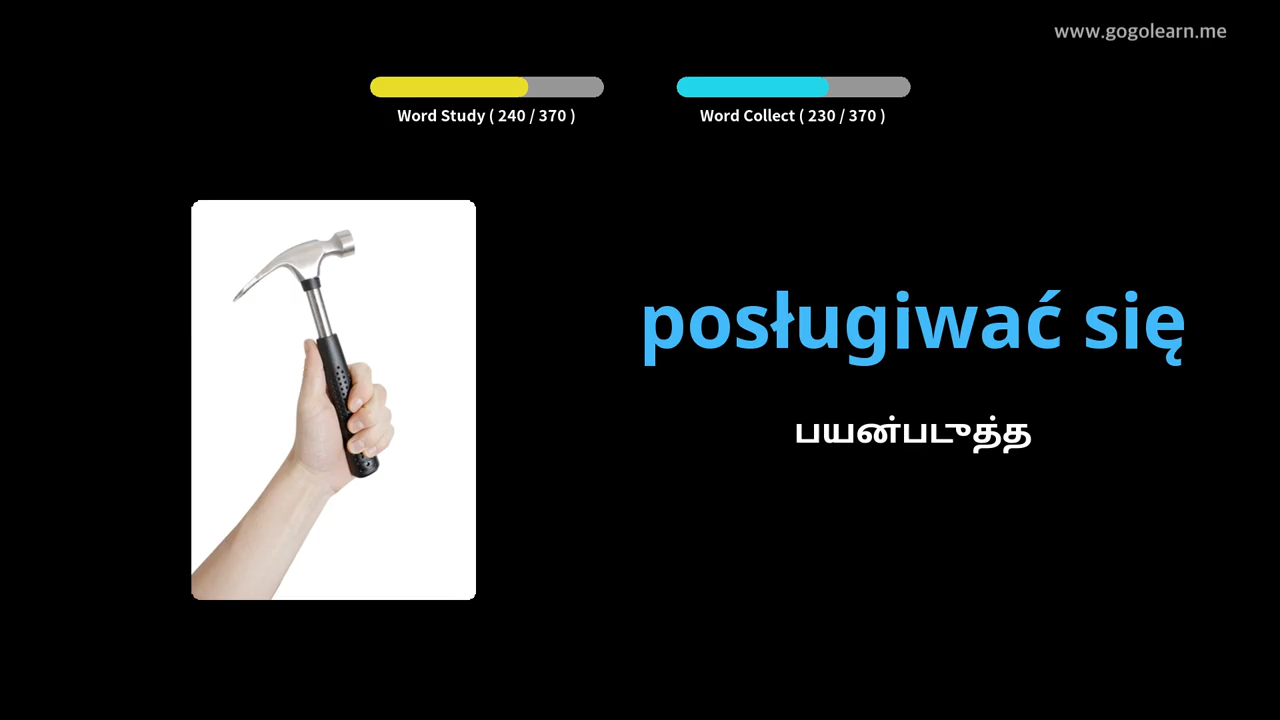 www.gogolearn.me
Word Study ( 240 / 370 )
Word Collect ( 230 / 370 )
posługiwać się
பயன்படுத்த